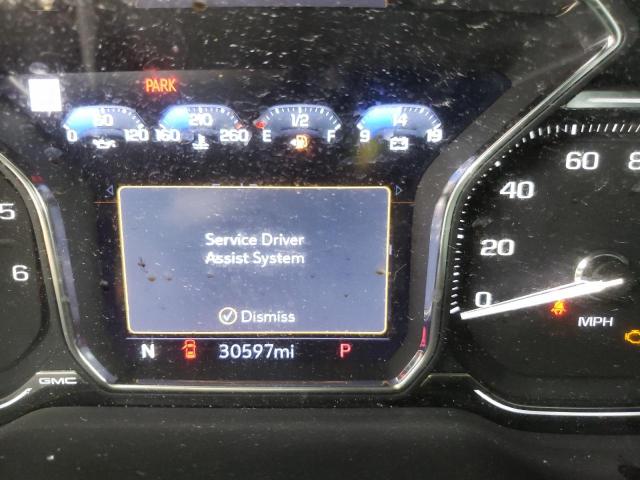 PARK
80 210 1/2 14
0 120 160 260 E F 9 19
5
6
Service Driver
Assist System
Dismiss
N 30597mi P
GMC
0 20 40 60 8
MPH